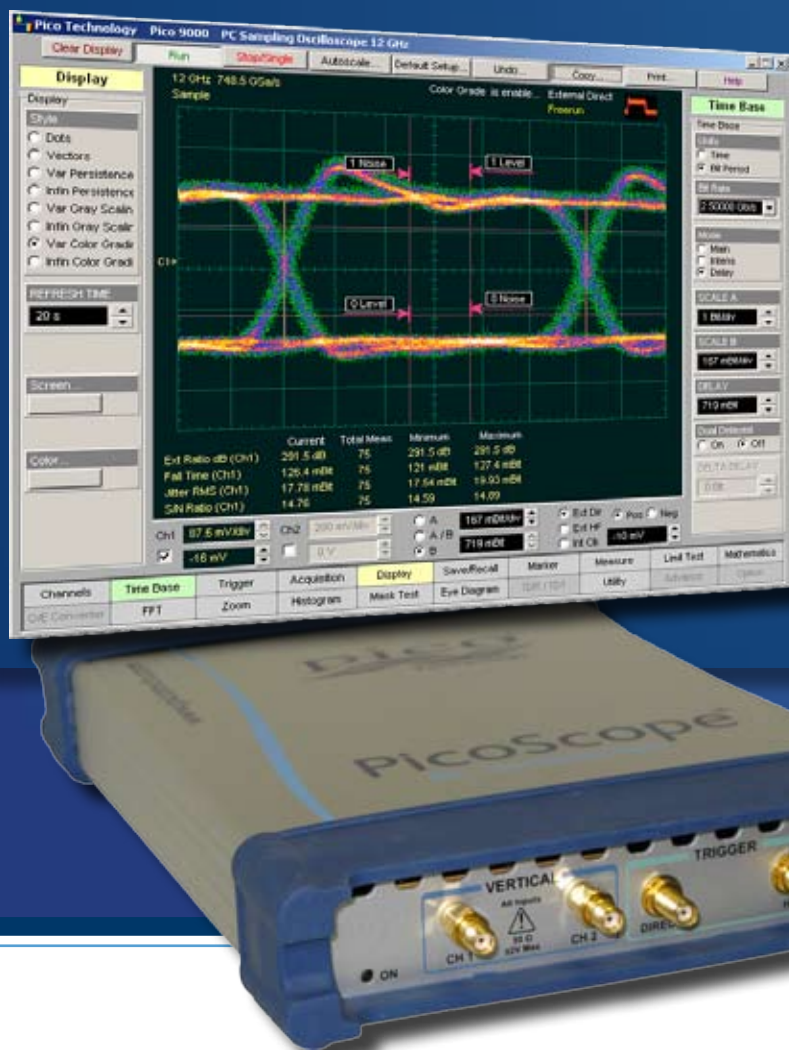 Pico Technology Pico 9000 PC Sampling Oscilloscope 12 GHz
Clear Display Run Stop/Single Autoscale... Default Setup... Undo... Copy... Print... Help
Display
Display
Style
Dots
Vectors
Var Persistence
Infin Persistence
Var Gray Scalin
Infin Gray Scalir
Var Color Gradi
Infin Color Gradi
REFRESH TIME
20 s
Screen...
Color...
12 GHz 748.5 GSa/s
Sample
Color Grade is enable...
External Direct
Freerun
1 Noise
1 Level
C1
0 Level
0 Noise
Current Total Meas Minimum Maximum
Ext Ratio dB (Ch1) 291.5 dB 75 291.5 dB 291.5 dB
Fall Time (Ch1) 126.4 mBit 75 121 mBit 127.4 mBit
Jitter RMS (Ch1) 17.78 mBit 75 17.54 mBit 19.93 mBit
S/N Ratio (Ch1) 14.76 75 14.59
Time Base
Time Base
Units
Time
Bit Period
Bit Rate
2.50000 Gb/s
Mode
Main
Intens
Delay
SCALE A
1 Bit/div
SCALE B
167 mBit/div
DELAY
719 mBit
Dual Delayed
On Off
DELTA DELAY
0 Bit
Ch1 87.5 mV/div Ch2 200 mV/div A 167 mBit/div Ext Dir Pos Neg
A / B Ext HF
-16 mV 0 V B 719 mBit Int Clk -10 mV
Channels Time Base Trigger Acquisition Display Save/Recall Marker Measure Limit Test Mathematics
O/E Converter FFT Zoom Histogram Mask Test Eye Diagram TDR / TDT Utility
pico
PicoScope
VERTICAL
All Inputs
50 Ω
±2V Max
CH 1
CH 2
ON
TRIGGER